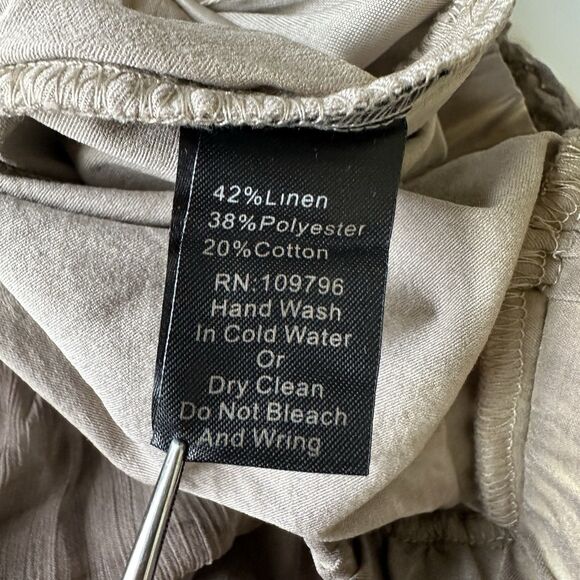 42%Linen
38%Polyester
20%Cotton
RN:109796
Hand Wash
In Cold Water
Or
Dry Clean
Do Not Bleach
And Wring